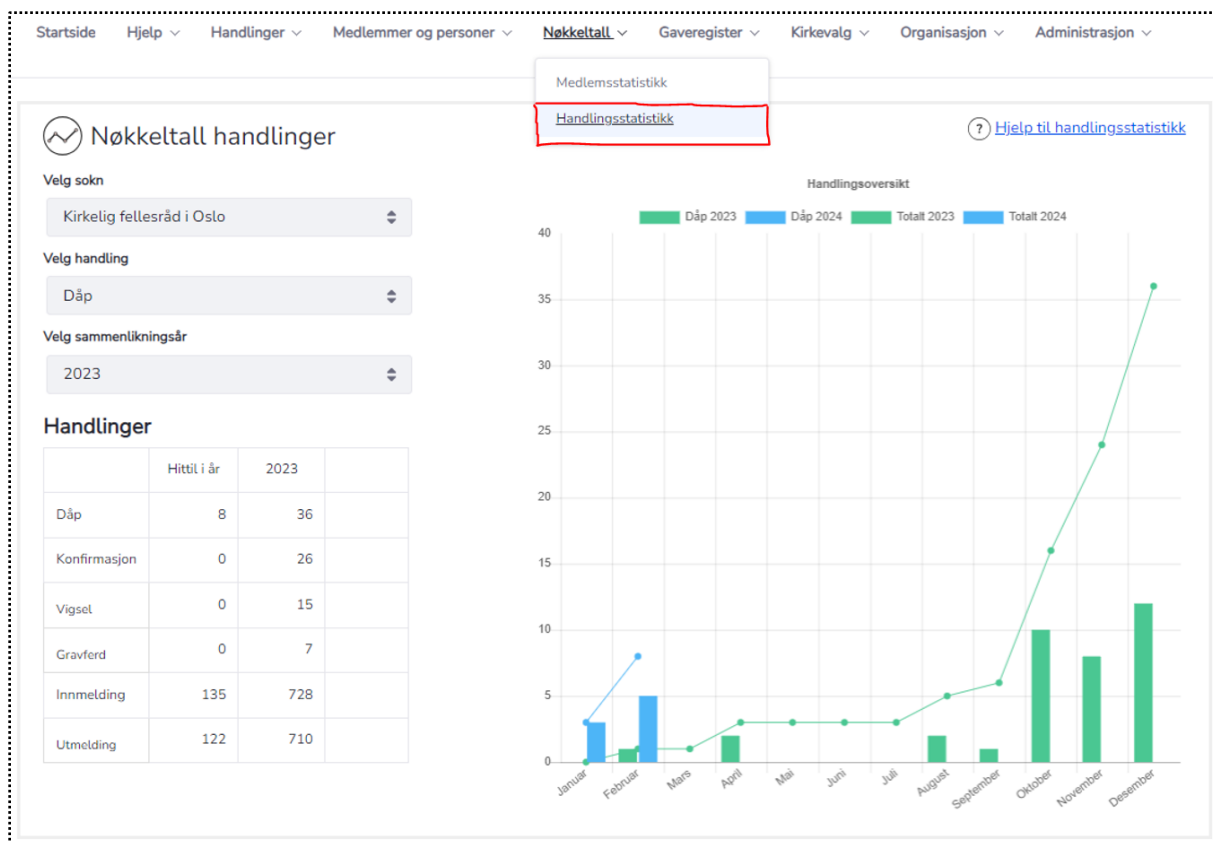 Startside Hjelp Handlinger Medlemmer og personer Nøkkeltall Gaveregister Kirkevalg Organisasjon Administrasjon
Medlemsstatistikk
Handlingsstatistikk
Nøkkeltall handlinger
? Hjelp til handlingsstatistikk
Velg sokn
Kirkelig fellesråd i Oslo
Velg handling
Dåp
Velg sammenlikningsår
2023
Handlinger
Hittil i år 2023
Dåp 8 36
Konfirmasjon 0 26
Vigsel 0 15
Gravferd 0 7
Innmelding 135 728
Utmelding 122 710
Handlingsoversikt
Dåp 2023 Dåp 2024 Totalt 2023 Totalt 2024
40
35
30
25
20
15
10
5
0
Januar Februar Mars April Mai Juni Juli August September Oktober November Desember